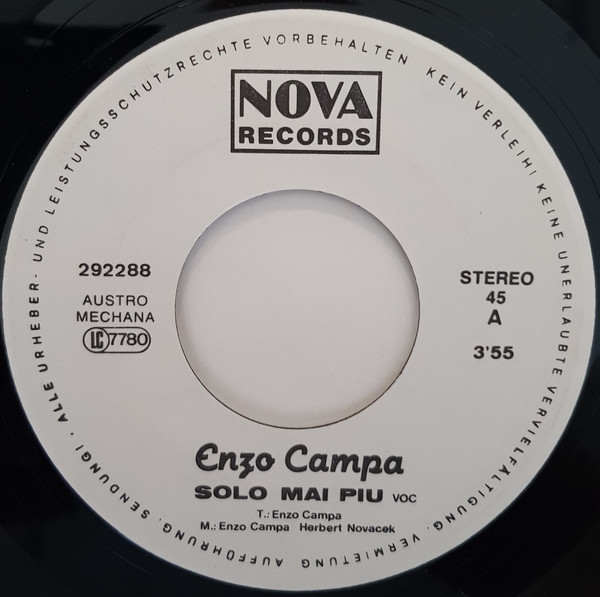 · ALLE URHEBER- UND LEISTUNGSSCHUTZRECHTE VORBEHALTEN KEIN VERLEIH! KEINE UNERLAUBTE VERVIELFÄLTIGUNG, VERMIETUNG, AUFFÜHRUNG, SENDUNG!
NOVA
RECORDS
292288
AUSTRO
MECHANA
LC 7780
STEREO
45
A
3'55
Enzo Campa
SOLO MAI PIU VOC
T.: Enzo Campa
M.: Enzo Campa Herbert Novacek